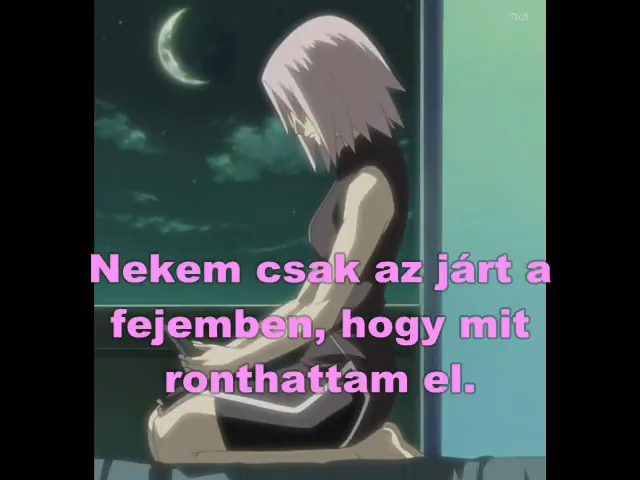 Nekem csak az járt a
fejemben, hogy mit
ronthattam el.